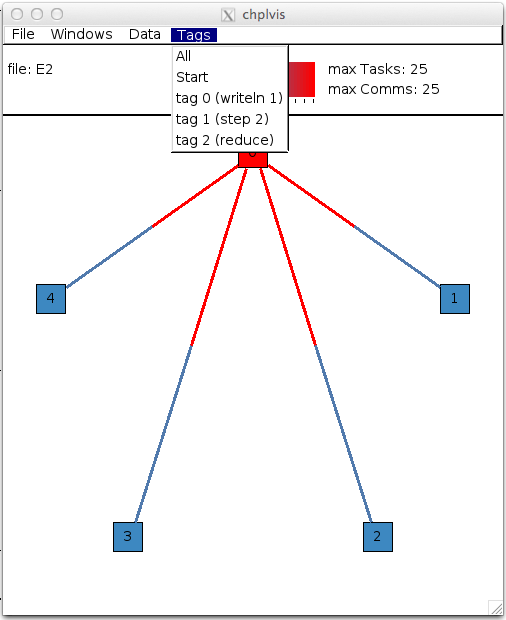 chplvis
File Windows Data Tags
All
file: E2
max Tasks: 25
Start
max Comms: 25
tag 0 (writeln 1)
tag 1 (step 2)
tag 2 (reduce)
4
1
3
2